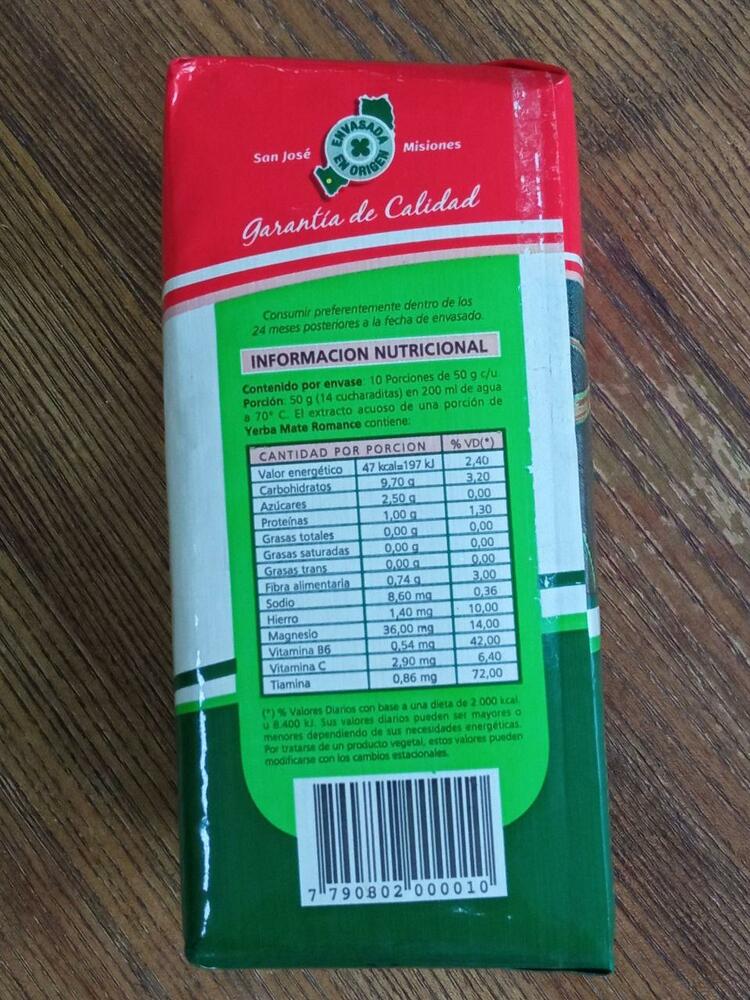 San José
ENVASADA
EN ORIGEN
Misiones
Garantía de Calidad
Consumir preferentemente dentro de los
24 meses posteriores a la fecha de envasado.
INFORMACION NUTRICIONAL
Contenido por envase: 10 Porciones de 50 g c/u
Porción: 50 g (14 cucharaditas) en 200 ml de agua
a 70° C. El extracto acuoso de una porción de
Yerba Mate Romance contiene:
CANTIDAD POR PORCION % VD(*)
Valor energético 47 kcal=197 kJ 2,40
Carbohidratos 9,70 g 3,20
Azúcares 2,50 g 0,00
Proteínas 1,00 g 1,30
Grasas totales 0,00 g 0,00
Grasas saturadas 0,00 g 0,00
Grasas trans 0,00 g 0,00
Fibra alimentaria 0,74 g 3,00
Sodio 8,60 mg 0,36
Hierro 1,40 mg 10,00
Magnesio 36,00 mg 14,00
Vitamina B6 0,54 mg 42,00
Vitamina C 2,90 mg 6,40
Tiamina 0,86 mg 72,00
(*) % Valores Diarios con base a una dieta de 2.000 kcal.
u 8.400 kJ. Sus valores diarios pueden ser mayores o
menores dependiendo de sus necesidades energéticas.
Por tratarse de un producto vegetal, estos valores pueden
modificarse con los cambios estacionales.
7 790802 000010